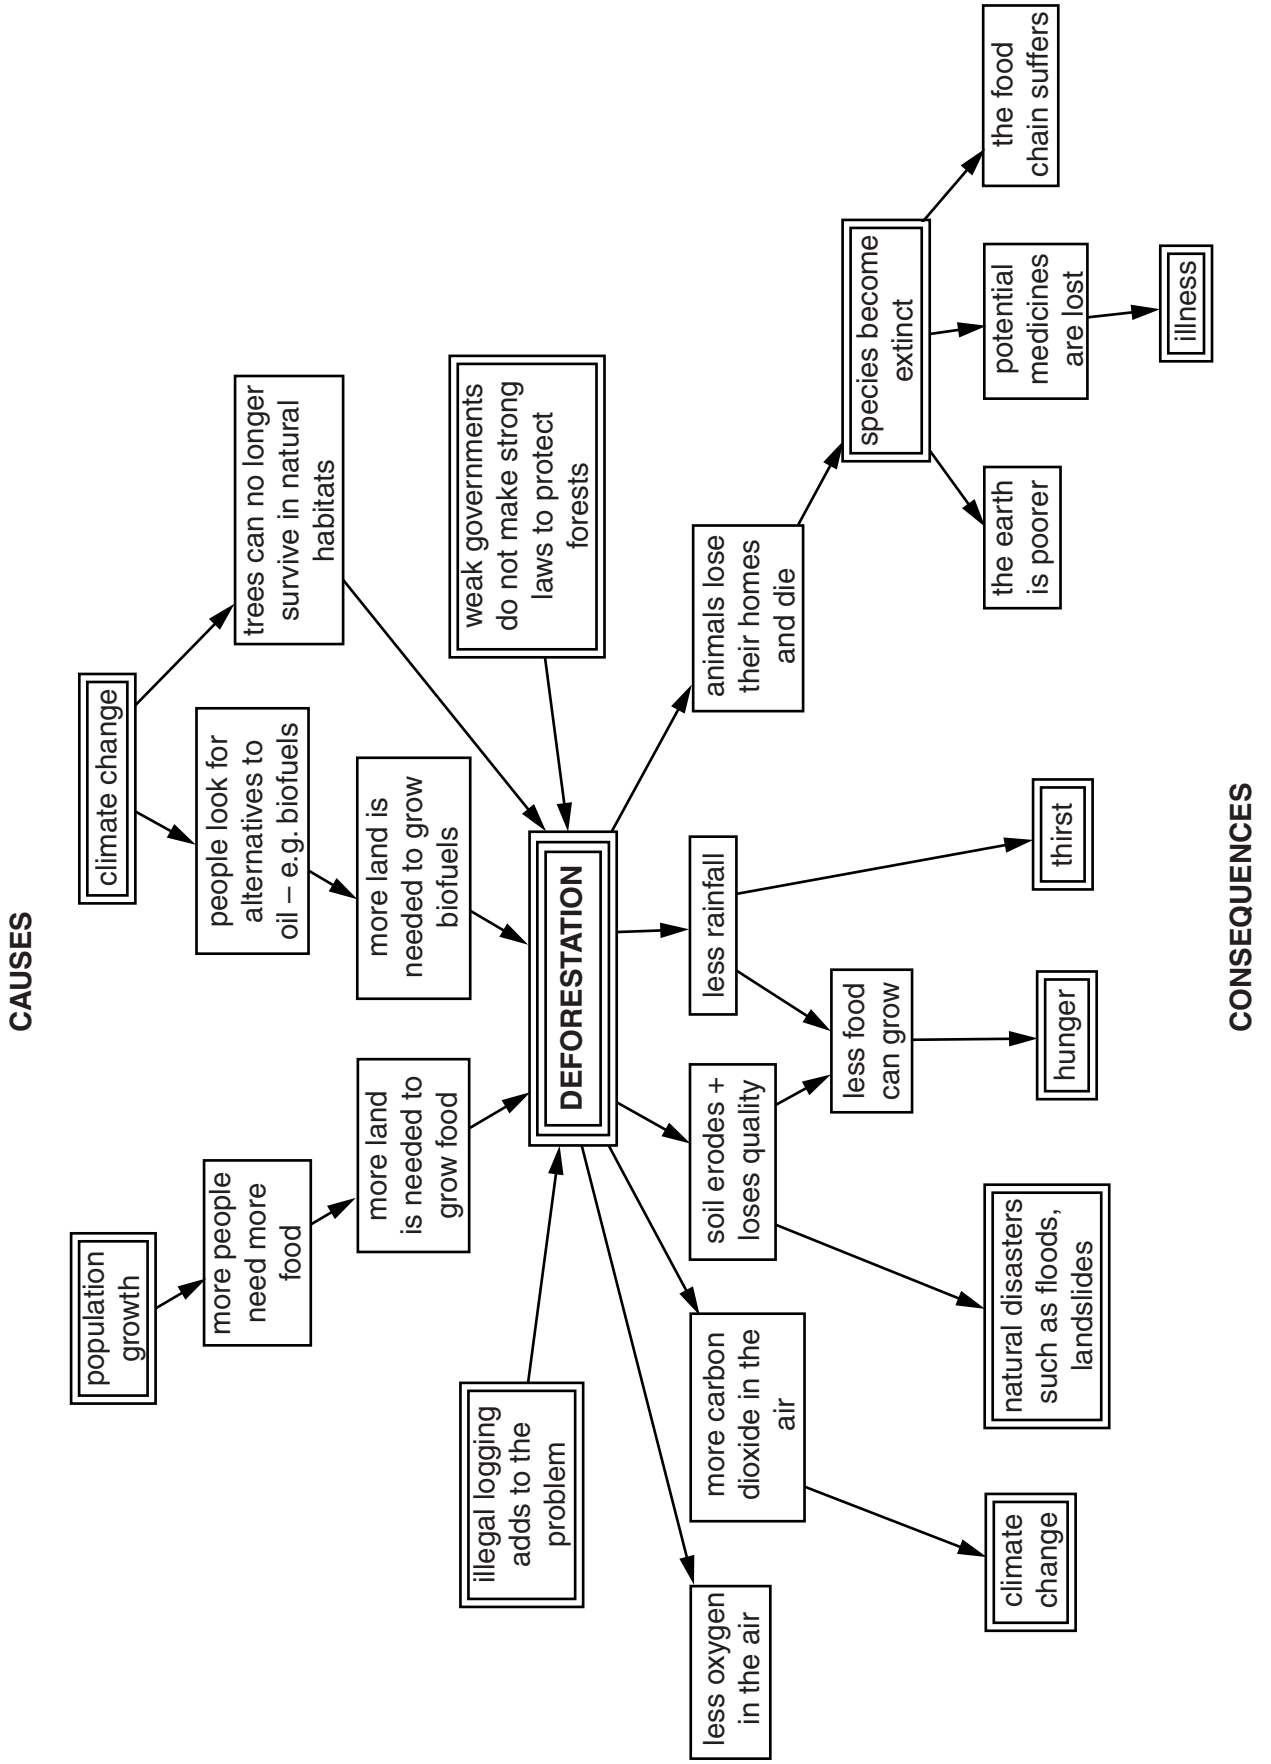 CAUSES
population
growth
climate change
more people
need more
food
people look for
alternatives to
oil – e.g. biofuels
trees can no longer
survive in natural
habitats
more land
is needed to
grow food
more land is
needed to grow
biofuels
illegal logging
adds to the
problem
weak governments
do not make strong
laws to protect
forests
DEFORESTATION
less oxygen
in the air
more carbon
dioxide in the
air
soil erodes +
loses quality
less rainfall
animals lose
their homes
and die
less food
can grow
species become
extinct
climate
change
natural disasters
such as floods,
landslides
hunger
thirst
the earth
is poorer
potential
medicines
are lost
the food
chain suffers
illness
CONSEQUENCES